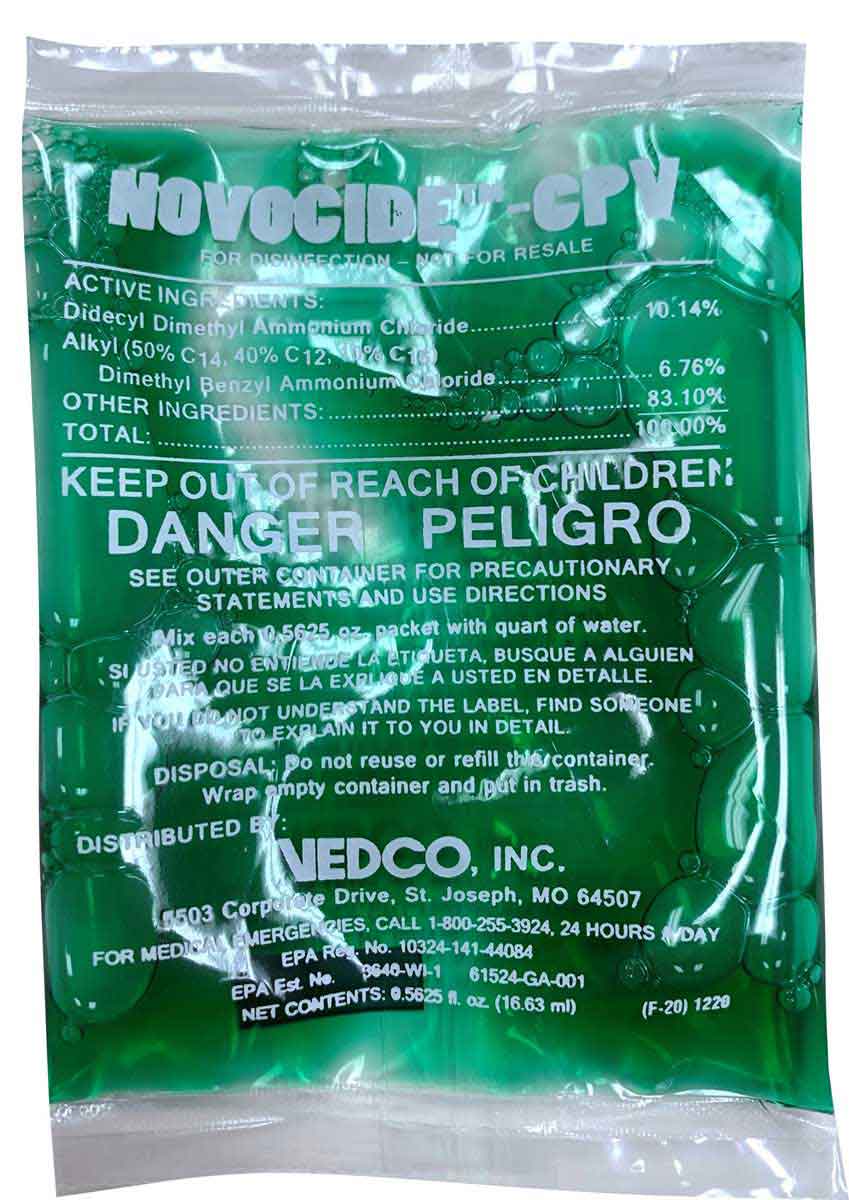 NOVOCIDE™-CPV
FOR DISINFECTION – NOT FOR RESALE
ACTIVE INGREDIENTS:
Didecyl Dimethyl Ammonium Chloride..................... 10.14%
Alkyl (50% C14, 40% C12, 10% C16)
Dimethyl Benzyl Ammonium Chloride.................... 6.76%
OTHER INGREDIENTS:........................................ 83.10%
TOTAL: ............................................................ 100.00%
KEEP OUT OF REACH OF CHILDREN
DANGER PELIGRO
SEE OUTER CONTAINER FOR PRECAUTIONARY
STATEMENTS AND USE DIRECTIONS
Mix each 0.5625 oz. packet with quart of water.
SI USTED NO ENTIENDE LA ETIQUETA, BUSQUE A ALGUIEN
PARA QUE SE LA EXPLIQUE A USTED EN DETALLE.
IF YOU DO NOT UNDERSTAND THE LABEL, FIND SOMEONE
TO EXPLAIN IT TO YOU IN DETAIL.
DISPOSAL: Do not reuse or refill this container.
Wrap empty container and put in trash.
DISTRIBUTED BY:
VEDCO, INC.
5503 Corporate Drive, St. Joseph, MO 64507
FOR MEDICAL EMERGENCIES, CALL 1-800-255-3924, 24 HOURS A DAY
EPA Reg. No. 10324-141-44084
EPA Est. No. 8640-WI-1 61524-GA-001
NET CONTENTS: 0.5625 fl. oz. (16.63 ml) (F-20) 1220